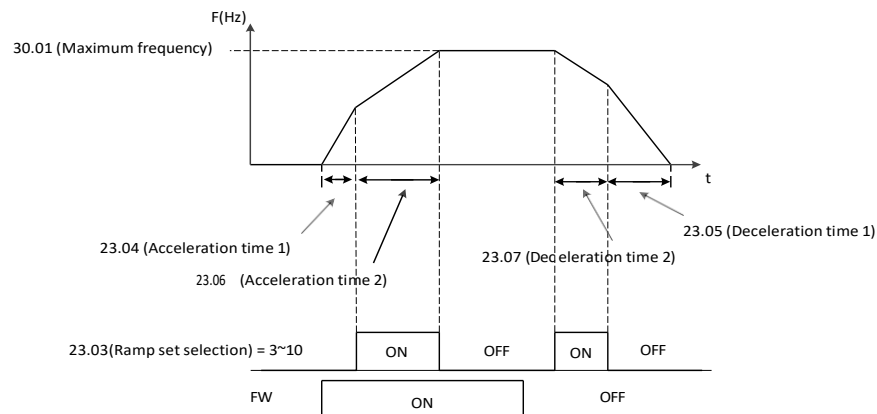 F(Hz)
30.01 (Maximum frequency)
t
23.04 (Acceleration time 1)
23.06 (Acceleration time 2)
23.07 (Deceleration time 2)
23.05 (Deceleration time 1)
23.03(Ramp set selection) = 3~10
ON OFF ON OFF
FW ON OFF